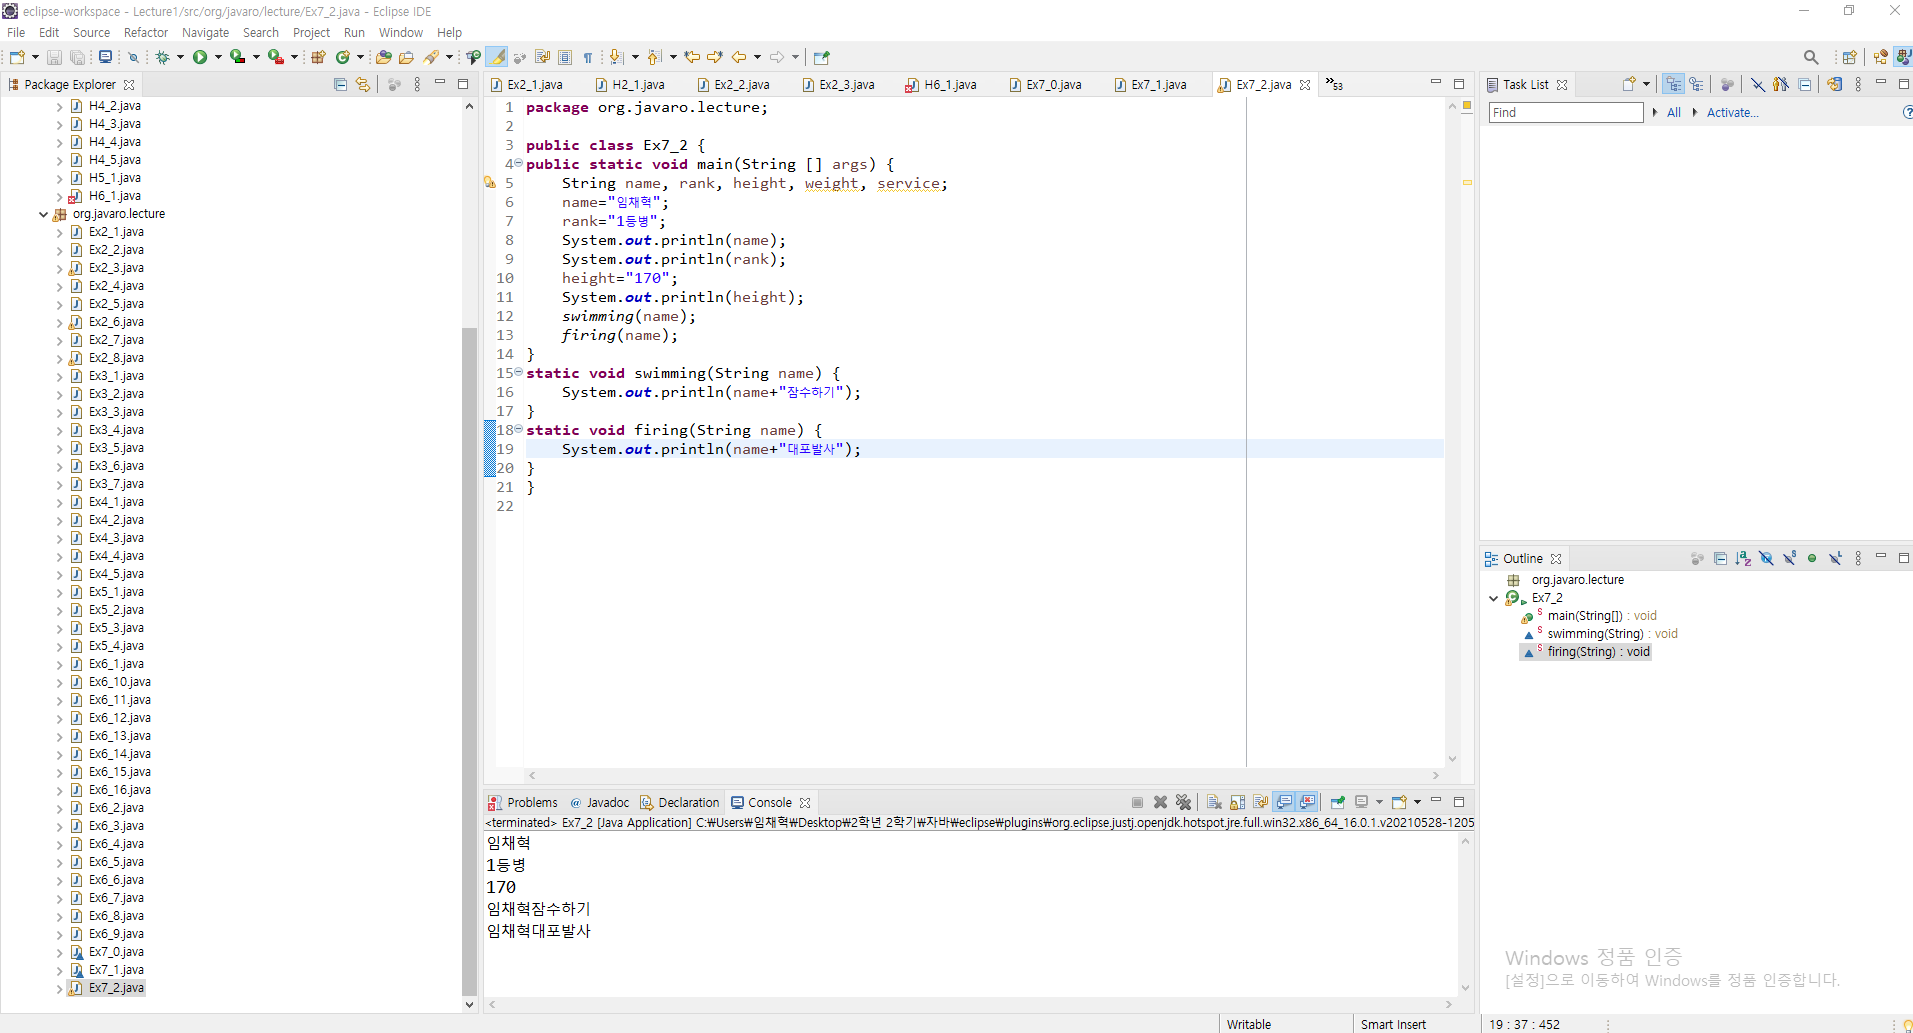 eclipse-workspace - Lecture1/src/org/javaro/lecture/Ex7_2.java - Eclipse IDE
File Edit Source Refactor Navigate Search Project Run Window Help
Package Explorer
H4_2.java
H4_3.java
H4_4.java
H4_5.java
H5_1.java
H6_1.java
org.javaro.lecture
Ex2_1.java
Ex2_2.java
Ex2_3.java
Ex2_4.java
Ex2_5.java
Ex2_6.java
Ex2_7.java
Ex2_8.java
Ex3_1.java
Ex3_2.java
Ex3_3.java
Ex3_4.java
Ex3_5.java
Ex3_6.java
Ex3_7.java
Ex4_1.java
Ex4_2.java
Ex4_3.java
Ex4_4.java
Ex4_5.java
Ex5_1.java
Ex5_2.java
Ex5_3.java
Ex5_4.java
Ex6_1.java
Ex6_10.java
Ex6_11.java
Ex6_12.java
Ex6_13.java
Ex6_14.java
Ex6_15.java
Ex6_16.java
Ex6_2.java
Ex6_3.java
Ex6_4.java
Ex6_5.java
Ex6_6.java
Ex6_7.java
Ex6_8.java
Ex6_9.java
Ex7_0.java
Ex7_1.java
Ex7_2.java
Ex2_1.java H2_1.java Ex2_2.java Ex2_3.java H6_1.java Ex7_0.java Ex7_1.java Ex7_2.java »53
1 package org.javaro.lecture;
2
3 public class Ex7_2 {
4 public static void main(String [] args) {
5 String name, rank, height, weight, service;
6 name="임채혁";
7 rank="1등병";
8 System.out.println(name);
9 System.out.println(rank);
10 height="170";
11 System.out.println(height);
12 swimming(name);
13 firing(name);
14 }
15 static void swimming(String name) {
16 System.out.println(name+"잠수하기");
17 }
18 static void firing(String name) {
19 System.out.println(name+"대포발사");
20 }
21 }
22
Problems @ Javadoc Declaration Console
<terminated> Ex7_2 [Java Application] C:₩Users₩임채혁₩Desktop₩2학년 2학기₩자바₩eclipse₩plugins₩org.eclipse.justj.openjdk.hotspot.jre.full.win32.x86_64_16.0.1.v20210528-1205
임채혁
1등병
170
임채혁잠수하기
임채혁대포발사
Task List
Find All Activate...
Outline
org.javaro.lecture
Ex7_2
main(String[]) : void
swimming(String) : void
firing(String) : void
Windows 정품 인증
[설정]으로 이동하여 Windows를 정품 인증합니다.
Writable Smart Insert 19 : 37 : 452